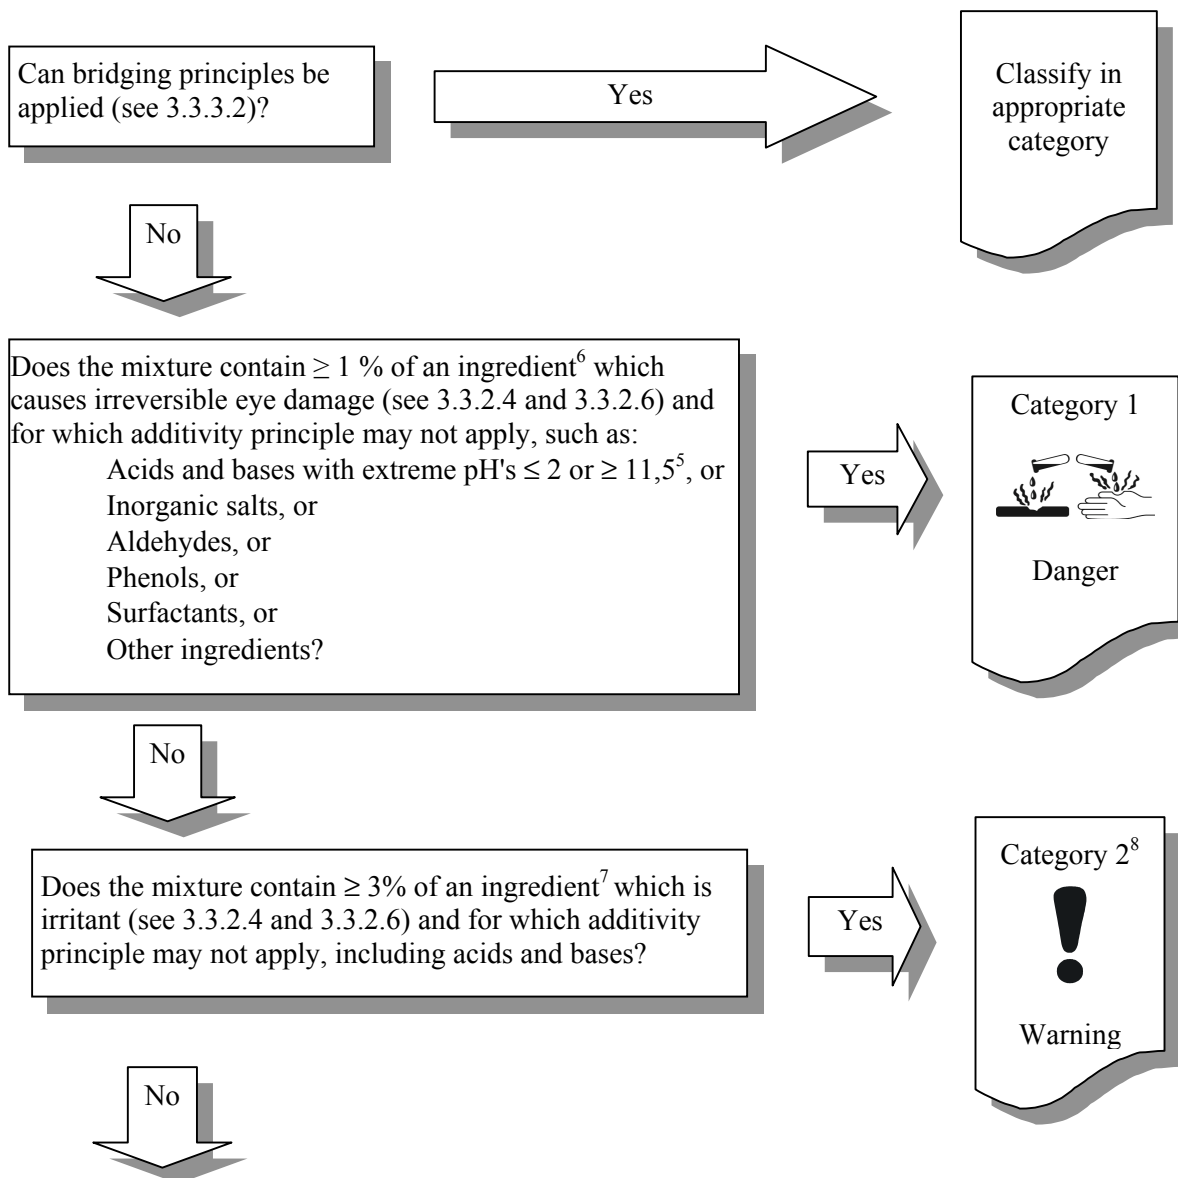 Can bridging principles be
applied (see 3.3.3.2)?
Yes
Classify in
appropriate
category
No
Does the mixture contain ≥ 1 % of an ingredient⁶ which
causes irreversible eye damage (see 3.3.2.4 and 3.3.2.6) and
for which additivity principle may not apply, such as:
Acids and bases with extreme pH's ≤ 2 or ≥ 11,5⁵, or
Inorganic salts, or
Aldehydes, or
Phenols, or
Surfactants, or
Other ingredients?
Yes
Category 1
Danger
No
Does the mixture contain ≥ 3% of an ingredient⁷ which is
irritant (see 3.3.2.4 and 3.3.2.6) and for which additivity
principle may not apply, including acids and bases?
Yes
Category 2⁸
Warning
No